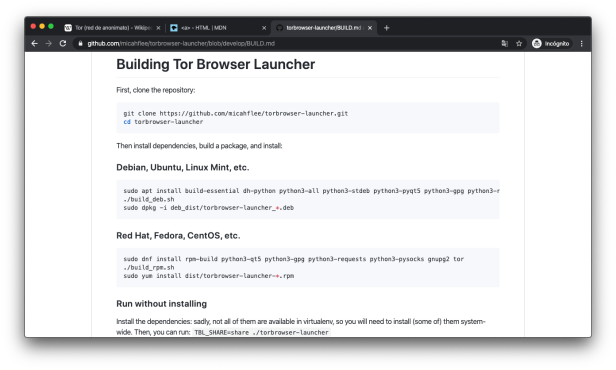 Tor (red de anonimato) - Wikipe
<a> - HTML | MDN
torbrowser-launcher/BUILD.md
github.com/micahflee/torbrowser-launcher/blob/develop/BUILD.md
Incógnito
Building Tor Browser Launcher
First, clone the repository:
git clone https://github.com/micahflee/torbrowser-launcher.git
cd torbrowser-launcher
Then install dependencies, build a package, and install:
Debian, Ubuntu, Linux Mint, etc.
sudo apt install build-essential dh-python python3-all python3-stdeb python3-pyqt5 python3-gpg python3-r
./build_deb.sh
sudo dpkg -i deb_dist/torbrowser-launcher_*.deb
Red Hat, Fedora, CentOS, etc.
sudo dnf install rpm-build python3-qt5 python3-gpg python3-requests python3-pysocks gnupg2 tor
./build_rpm.sh
sudo yum install dist/torbrowser-launcher-*.rpm
Run without installing
Install the dependencies: sadly, not all of them are available in virtualenv, so you will need to install (some of) them system-
wide. Then, you can run: TBL_SHARE=share ./torbrowser-launcher